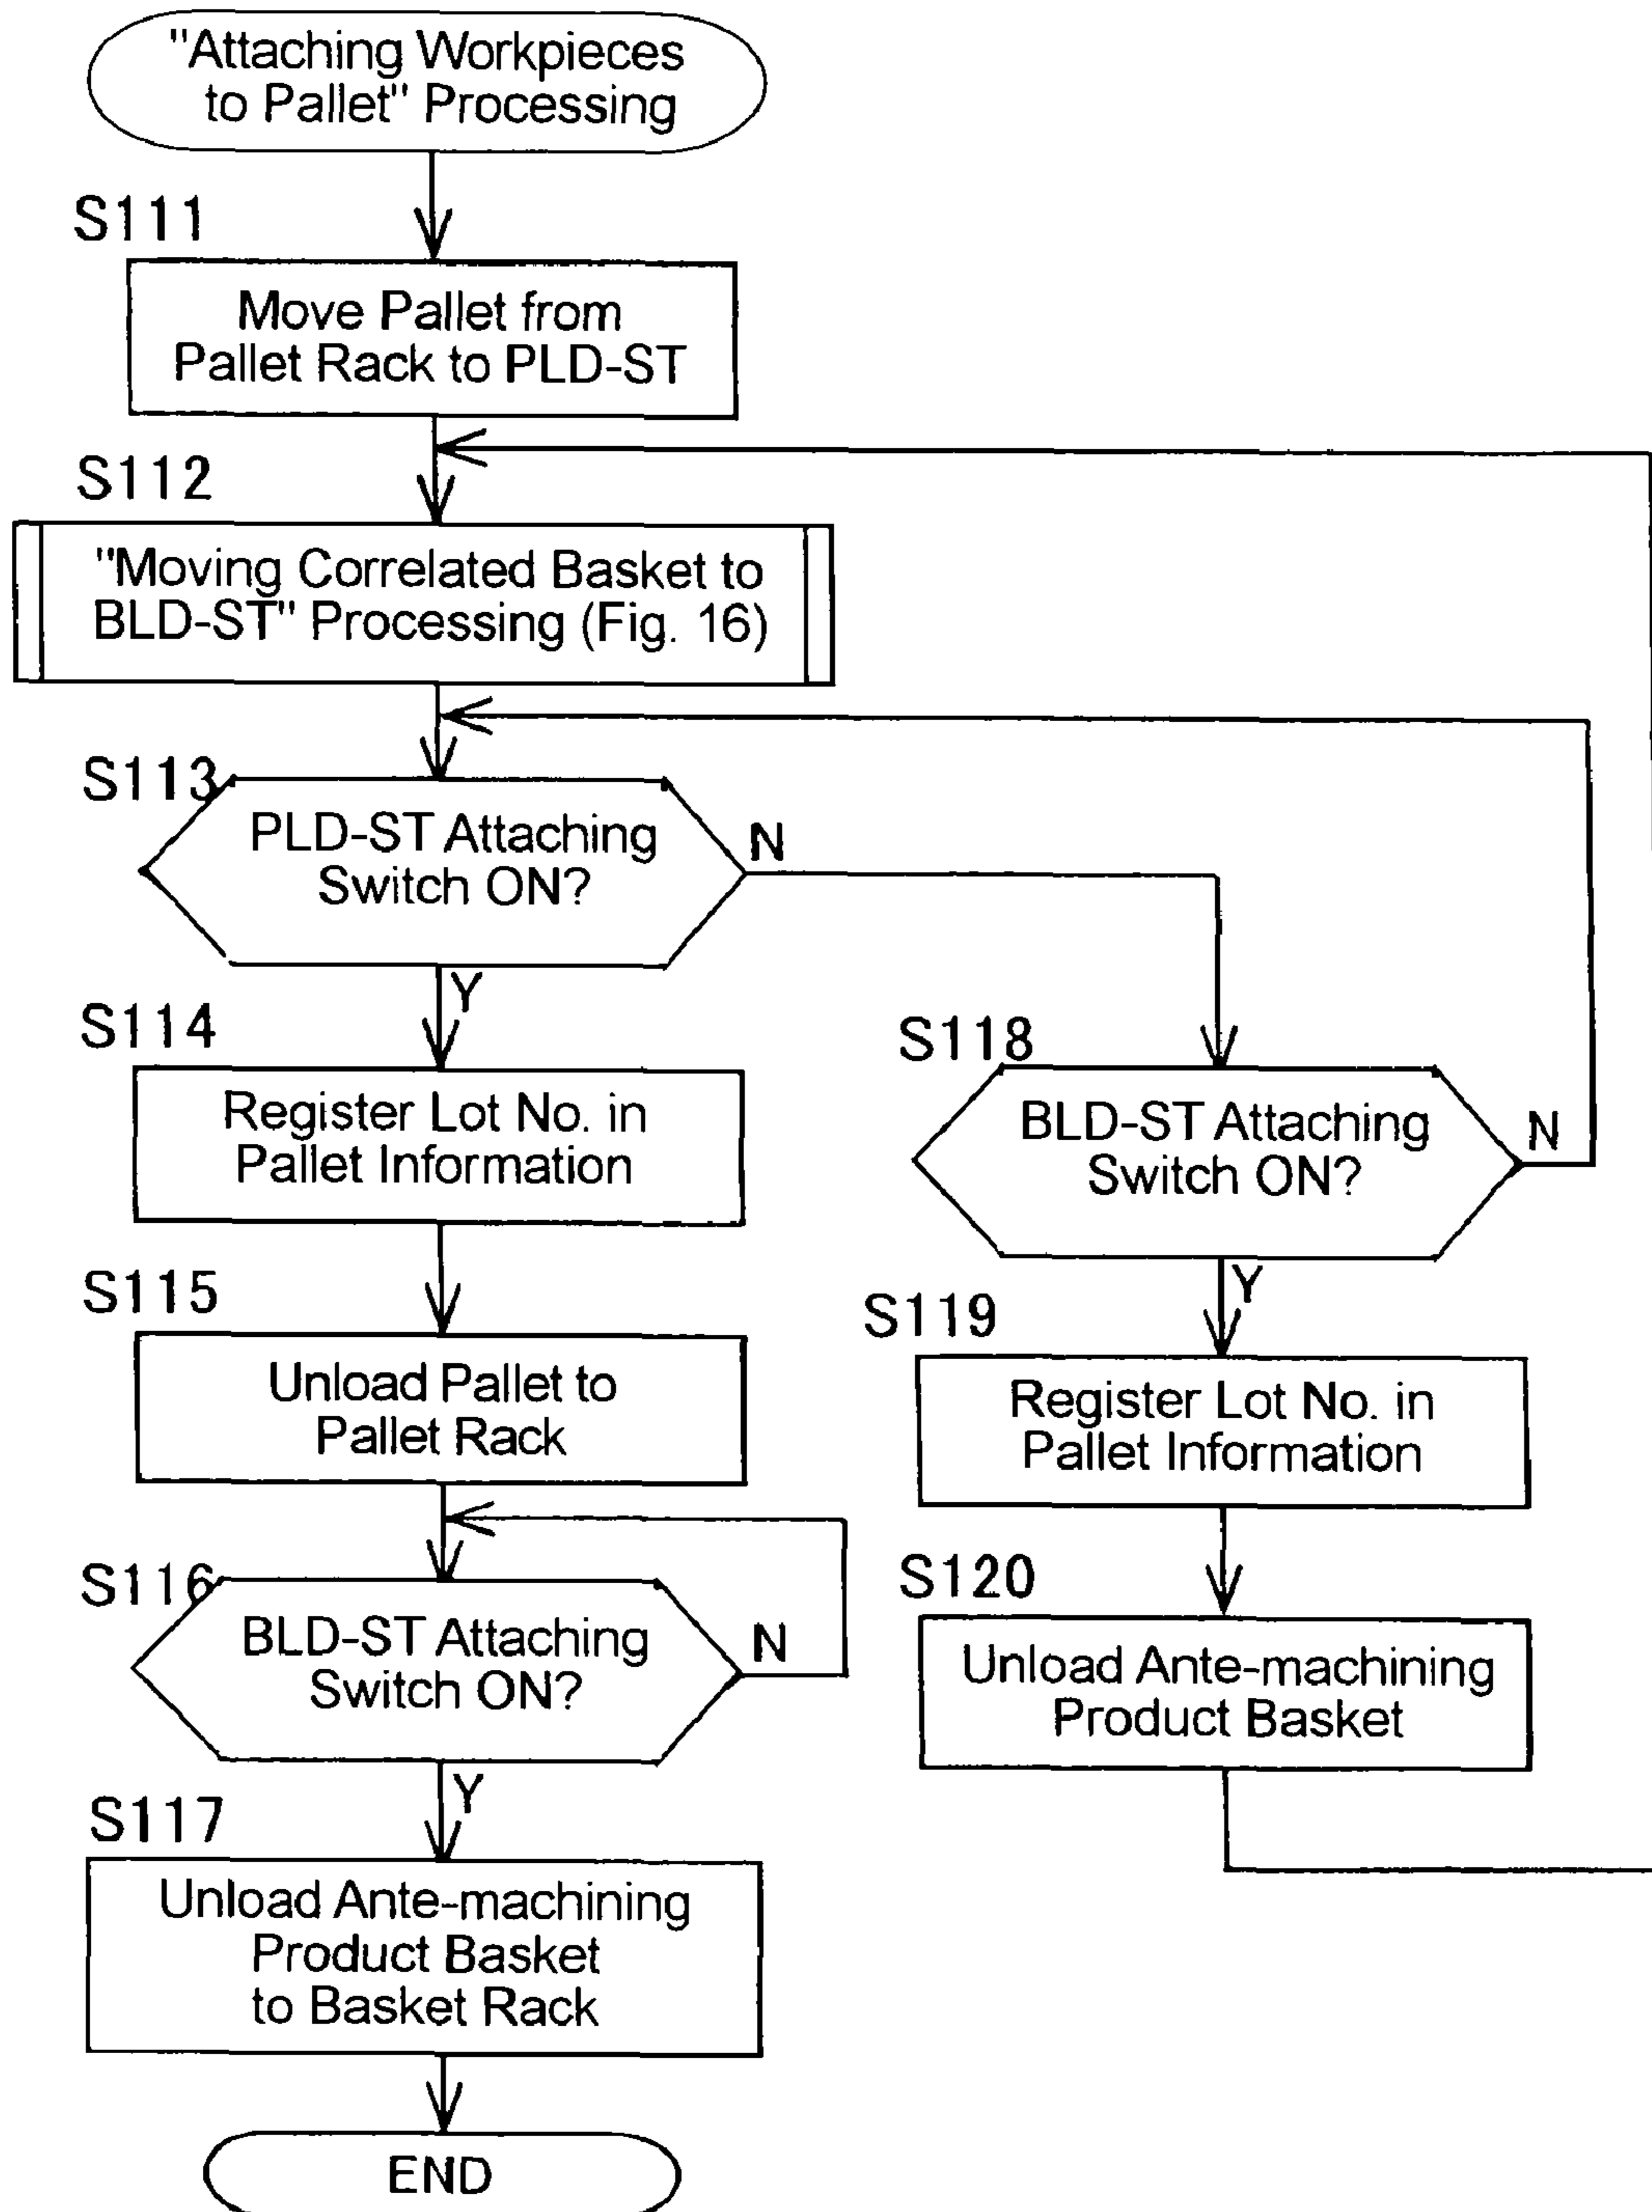 "Attaching Workpieces
to Pallet" Processing
S111
Move Pallet from
Pallet Rack to PLD-ST
S112
"Moving Correlated Basket to
BLD-ST" Processing (Fig. 16)
S113
PLD-ST Attaching
Switch ON?
N
Y
S114
Register Lot No. in
Pallet Information
S115
Unload Pallet to
Pallet Rack
S116
BLD-ST Attaching
Switch ON?
N
Y
S117
Unload Ante-machining
Product Basket
to Basket Rack
END
S118
BLD-ST Attaching
Switch ON?
N
Y
S119
Register Lot No. in
Pallet Information
S120
Unload Ante-machining
Product Basket